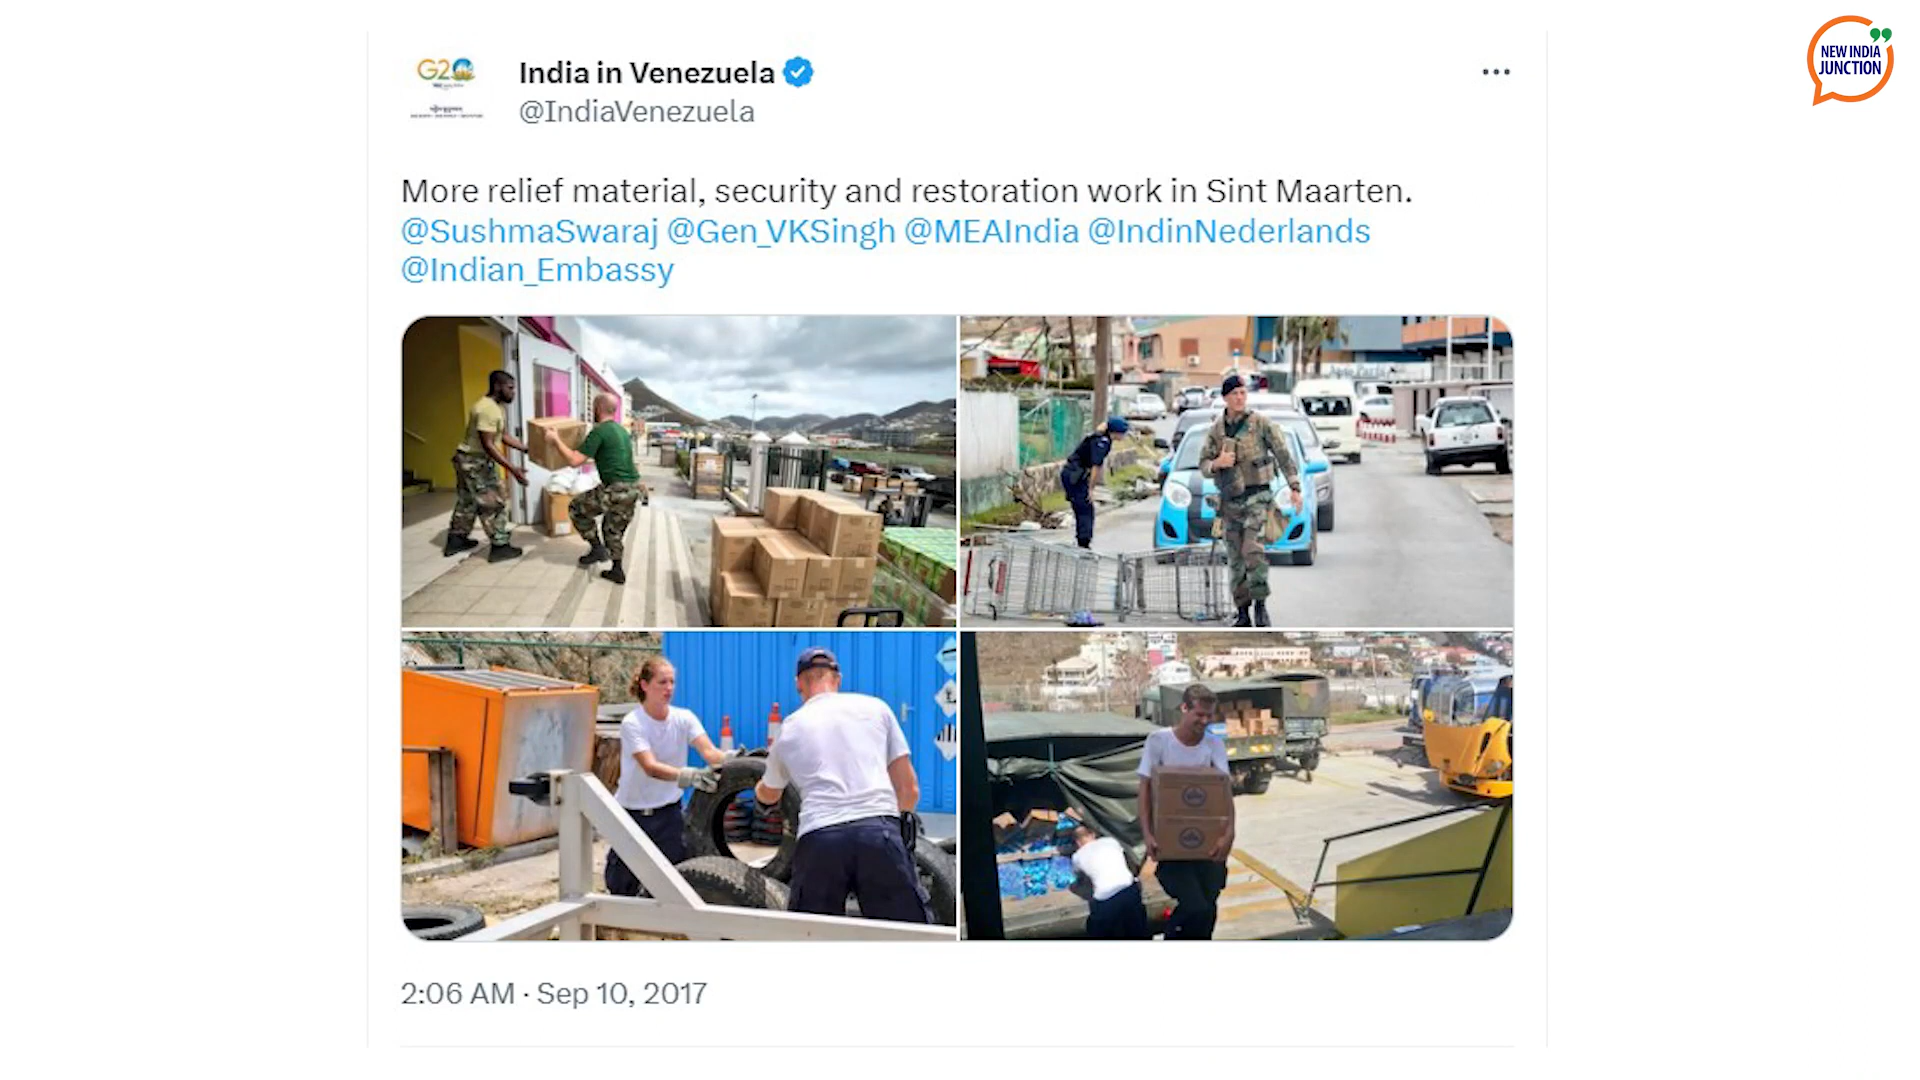 NEW INDIA
JUNCTION
G20
India in Venezuela
@IndiaVenezuela
More relief material, security and restoration work in Sint Maarten.
@SushmaSwaraj @Gen_VKSingh @MEAIndia @IndinNederlands
@Indian_Embassy
2:06 AM · Sep 10, 2017